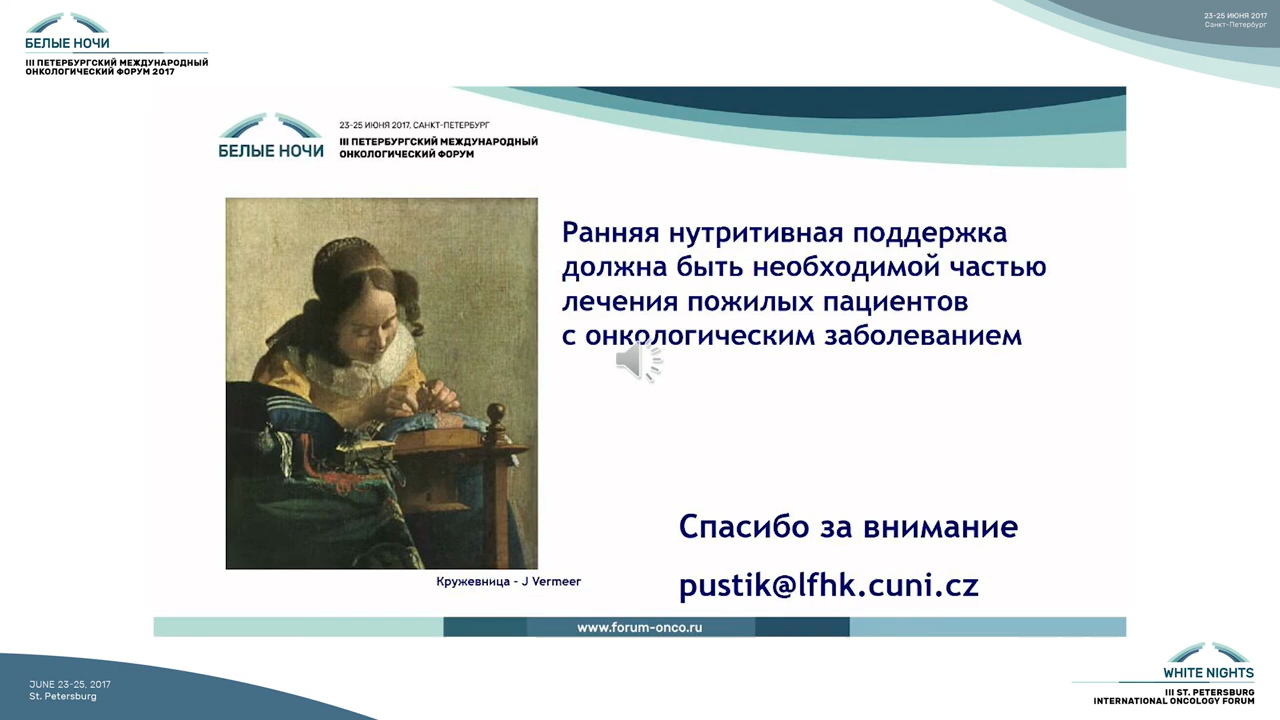 БЕЛЫЕ НОЧИ
III ПЕТЕРБУРГСКИЙ МЕЖДУНАРОДНЫЙ
ОНКОЛОГИЧЕСКИЙ ФОРУМ 2017
23-25 ИЮНЯ 2017
Санкт-Петербург
БЕЛЫЕ НОЧИ
23-25 ИЮНЯ 2017, САНКТ-ПЕТЕРБУРГ
III ПЕТЕРБУРГСКИЙ МЕЖДУНАРОДНЫЙ
ОНКОЛОГИЧЕСКИЙ ФОРУМ
Ранняя нутритивная поддержка
должна быть необходимой частью
лечения пожилых пациентов
с онкологическим заболеванием
Спасибо за внимание
pustik@lfhk.cuni.cz
Кружевница - J Vermeer
www.forum-onco.ru
JUNE 23-25, 2017
St. Petersburg
WHITE NIGHTS
III ST. PETERSBURG
INTERNATIONAL ONCOLOGY FORUM